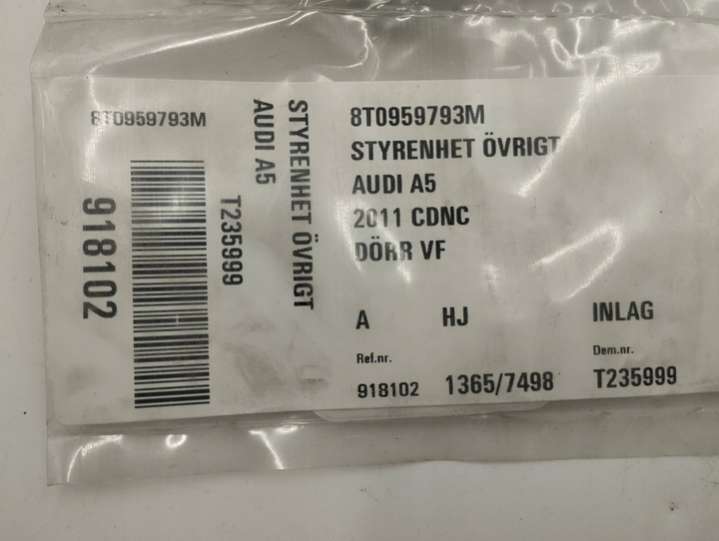 8T0959793M
918102
T235999
AUDI A5
STYRENHET ÖVRIGT
8T0959793M
STYRENHET ÖVRIGT
AUDI A5
2011 CDNC
DÖRR VF
A HJ INLAG
Ref.nr. Dem.nr.
918102 1365/7498 T235999